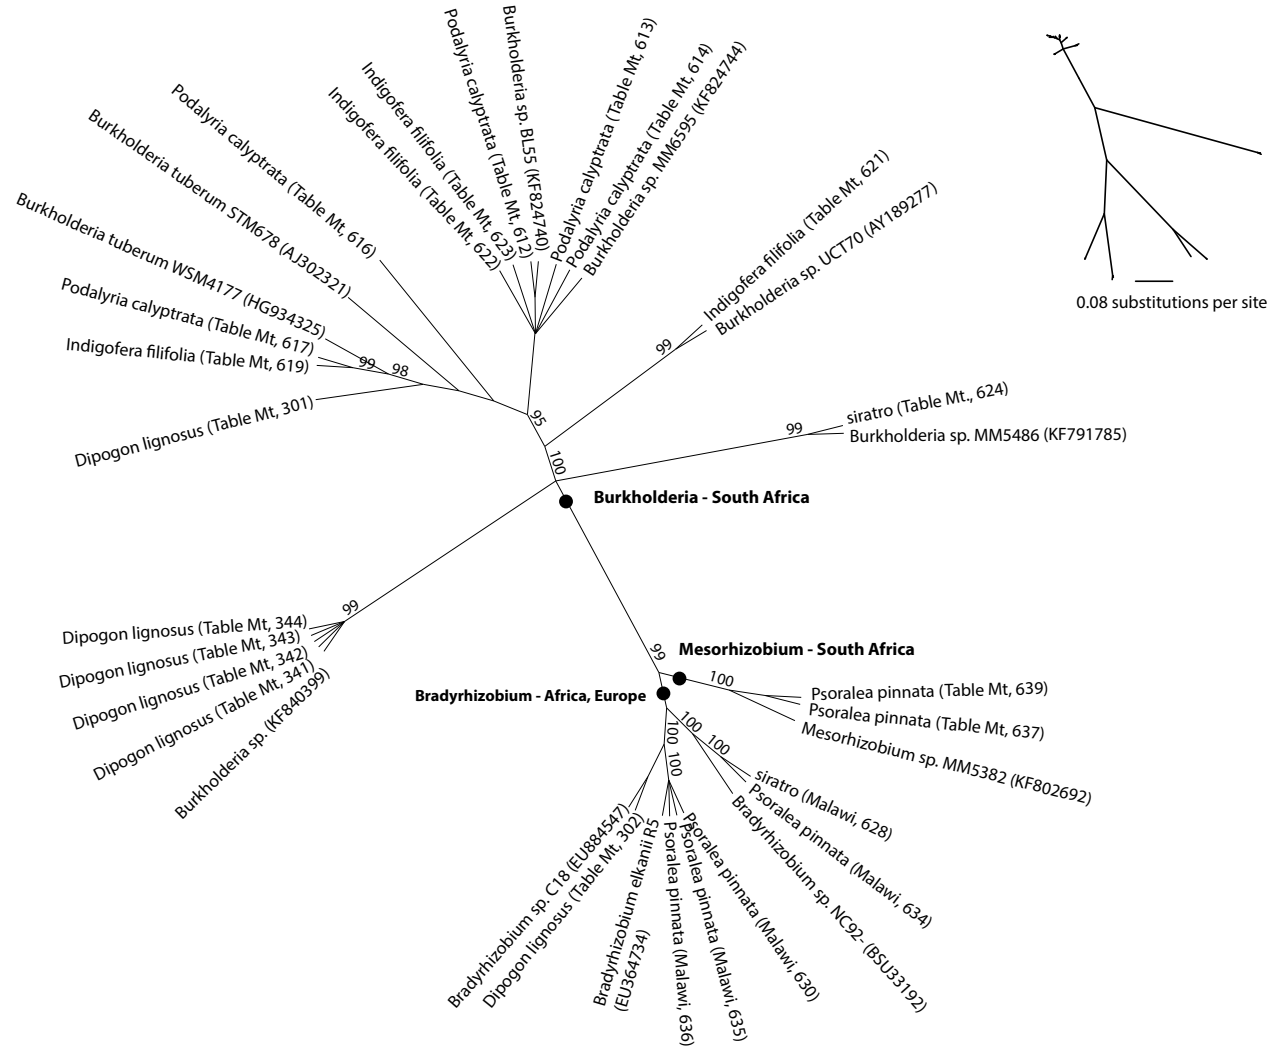 Podalyria calyptrata (Table Mt, 616)
Indigofera filifolia (Table Mt, 622)
Indigofera filifolia (Table Mt, 623)
Podalyria calyptrata (Table Mt, 612)
Burkholderia sp. BL55 (KF824740)
Podalyria calyptrata (Table Mt, 613)
Podalyria calyptrata (Table Mt, 614)
Burkholderia sp. MM6595 (KF824744)
Indigofera filifolia (Table Mt, 621)
Burkholderia sp. UCT70 (AY189277)
99
0.08 substitutions per site
Burkholderia tuberum STM678 (AJ302321)
Burkholderia tuberum WSM4177 (HG934325)
Podalyria calyptrata (Table Mt, 617)
Indigofera filifolia (Table Mt, 619)
99
98
Dipogon lignosus (Table Mt, 301)
95
100
99
siratro (Table Mt., 624)
Burkholderia sp. MM5486 (KF791785)
Burkholderia - South Africa
99
Dipogon lignosus (Table Mt, 344)
Dipogon lignosus (Table Mt, 343)
Dipogon lignosus (Table Mt, 342)
Dipogon lignosus (Table Mt, 341)
Burkholderia sp. (KF840399)
99
Mesorhizobium - South Africa
100
Psoralea pinnata (Table Mt, 639)
Psoralea pinnata (Table Mt, 637)
Mesorhizobium sp. MM5382 (KF802692)
Bradyrhizobium - Africa, Europe
100
100
100
100
siratro (Malawi, 628)
Psoralea pinnata (Malawi, 634)
Bradyrhizobium sp. NC92- (BSU33192)
Psoralea pinnata (Malawi, 630)
Psoralea pinnata (Malawi, 635)
Psoralea pinnata (Malawi, 636)
Bradyrhizobium elkanii R5
(EU364734)
Dipogon lignosus (Table Mt, 302)
Bradyrhizobium sp. C18 (EU884547)